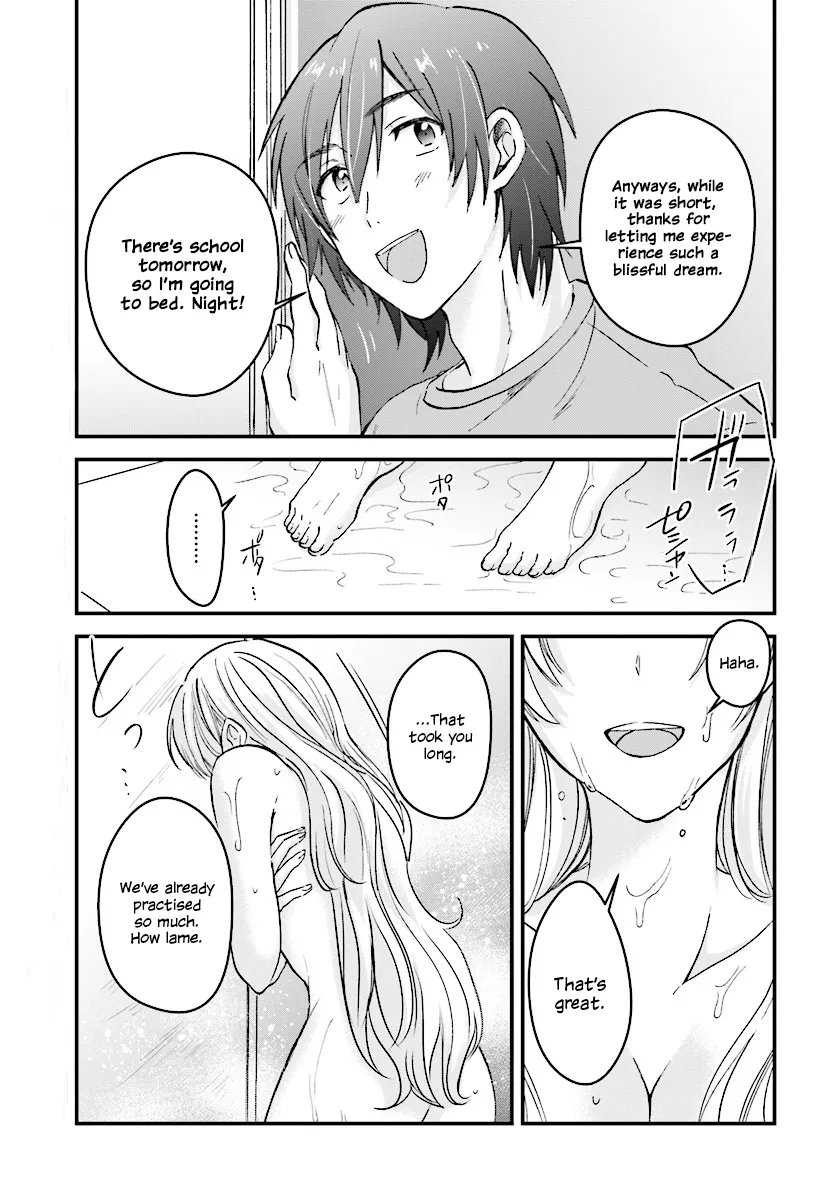 Anyways, while
it was short,
thanks for
letting me expe-
rience such a
blissful dream.
There's school
tomorrow,
so I'm going
to bed. Night!
ガラララ…
ピシャン
ポタ
ポタ…
………
Haha.
That's
great.
...That
took you
long.
We've already
practised
so much.
How lame.